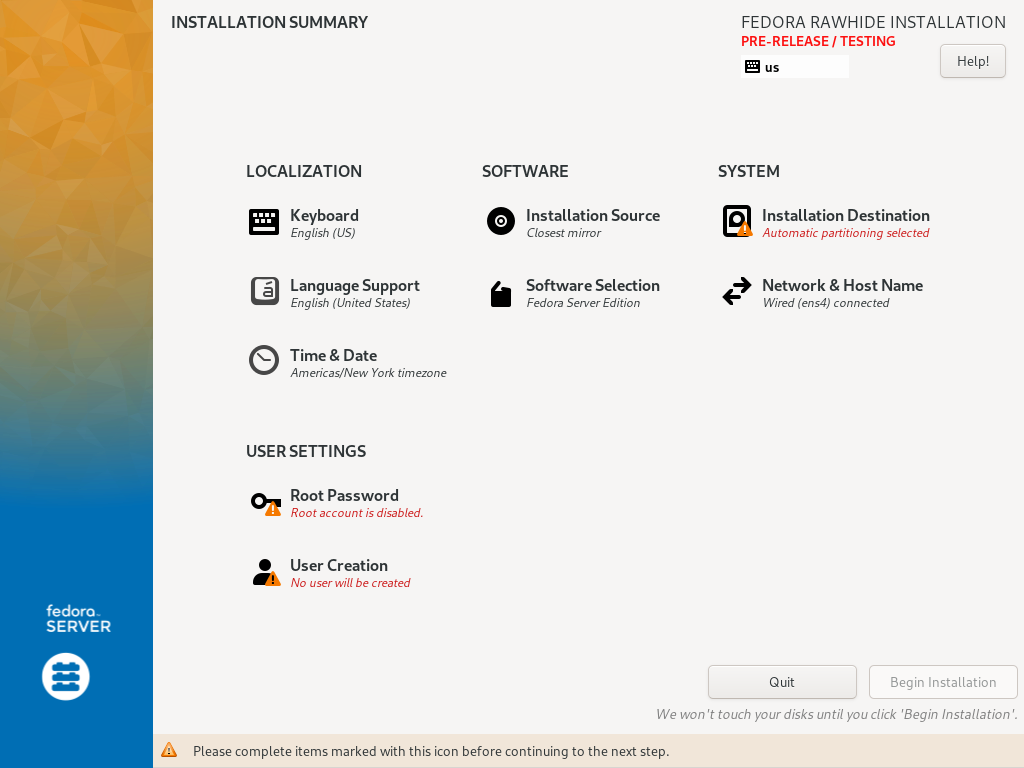 INSTALLATION SUMMARY
FEDORA RAWHIDE INSTALLATION
PRE-RELEASE / TESTING
us
Help!
LOCALIZATION
Keyboard
English (US)
Language Support
English (United States)
Time & Date
Americas/New York timezone
SOFTWARE
Installation Source
Closest mirror
Software Selection
Fedora Server Edition
SYSTEM
Installation Destination
Automatic partitioning selected
Network & Host Name
Wired (ens4) connected
USER SETTINGS
Root Password
Root account is disabled.
User Creation
No user will be created
fedora™
SERVER
Quit
Begin Installation
We won't touch your disks until you click 'Begin Installation'.
Please complete items marked with this icon before continuing to the next step.